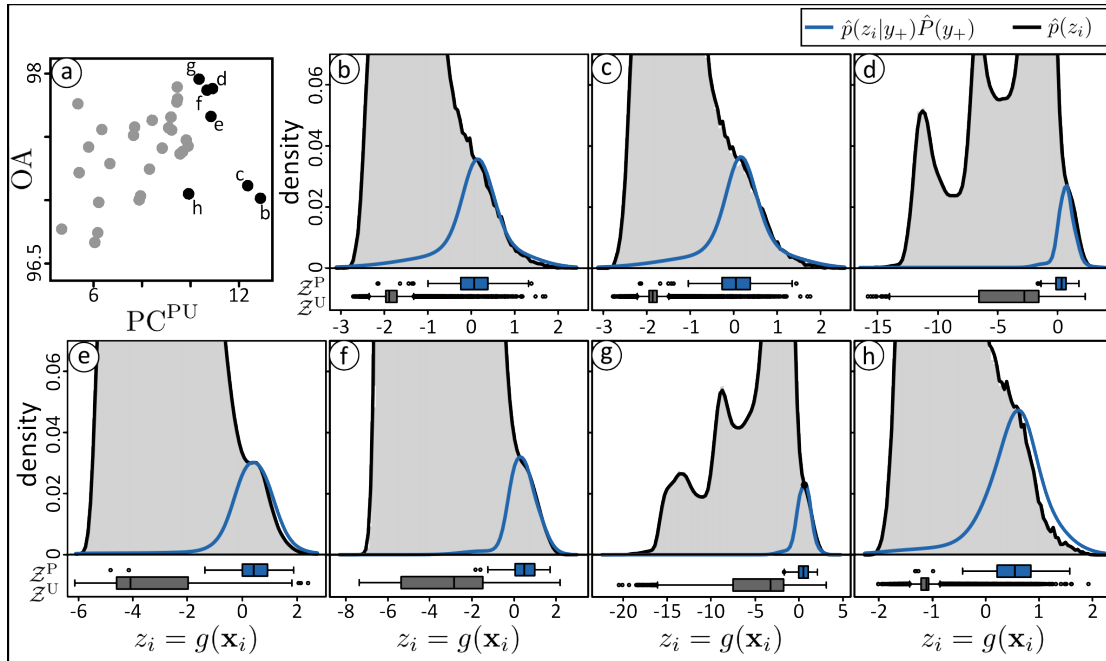 p̂(z_i|y_+)P̂(y_+) p̂(z_i)
a
98
96.5
OA
6 12
PC^PU
g d
f
e
c
h b
b c d
density
0.06
0.04
0.02
0
𝒵^P
𝒵^U
-3 -2 -1 0 1 2
-3 -2 -1 0 1 2
-15 -10 -5 0
e f g h
density
0.06
0.04
0.02
0
𝒵^P
𝒵^U
-6 -4 -2 0 2
-8 -6 -4 -2 0 2
-20 -15 -10 -5 0 5
-2 -1 0 1 2
z_i = g(x_i) z_i = g(x_i) z_i = g(x_i) z_i = g(x_i)